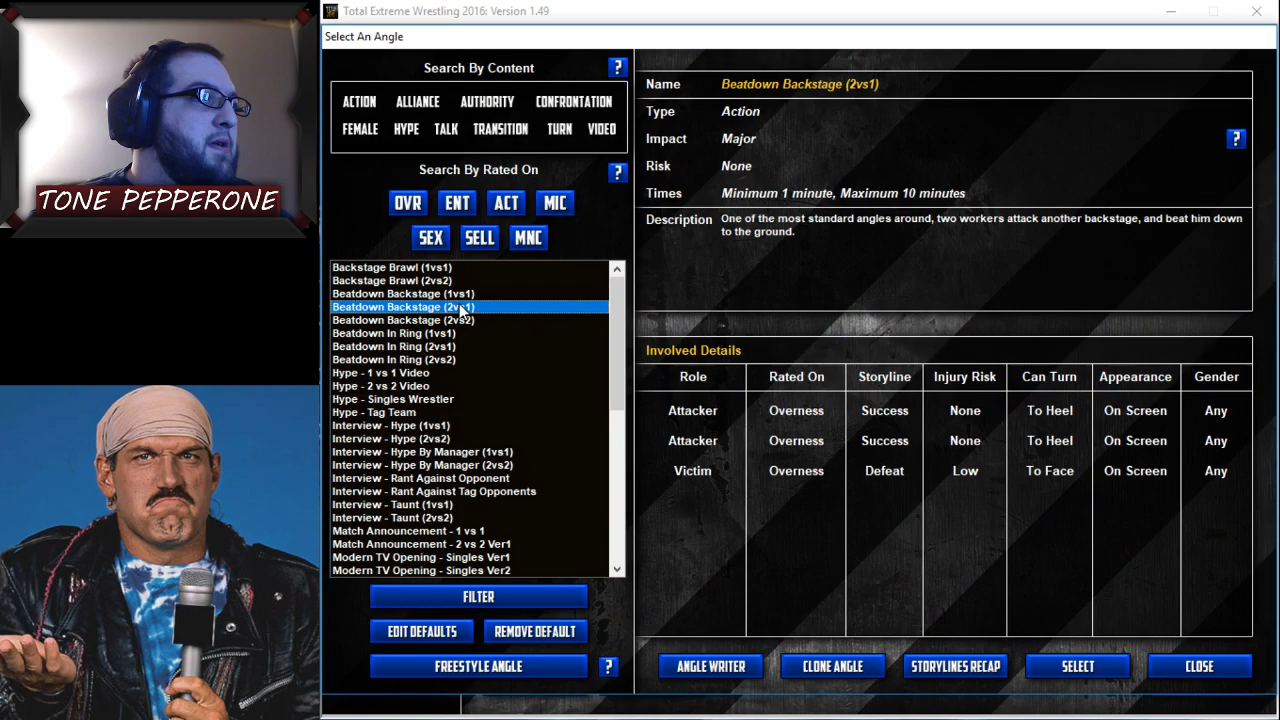 Total Extreme Wrestling 2016: Version 1.49
Select An Angle
TONE PEPPERONE
Search By Content
?
ACTION ALLIANCE AUTHORITY CONFRONTATION
FEMALE HYPE TALK TRANSITION TURN VIDEO
Search By Rated On
?
OVR ENT ACT MIC
SEX SELL MNC
Backstage Brawl (1vs1)
Backstage Brawl (2vs2)
Beatdown Backstage (1vs1)
Beatdown Backstage (2vs1)
Beatdown Backstage (2vs2)
Beatdown In Ring (1vs1)
Beatdown In Ring (2vs1)
Beatdown In Ring (2vs2)
Hype - 1 vs 1 Video
Hype - 2 vs 2 Video
Hype - Singles Wrestler
Hype - Tag Team
Interview - Hype (1vs1)
Interview - Hype (2vs2)
Interview - Hype By Manager (1vs1)
Interview - Hype By Manager (2vs2)
Interview - Rant Against Opponent
Interview - Rant Against Tag Opponents
Interview - Taunt (1vs1)
Interview - Taunt (2vs2)
Match Announcement - 1 vs 1
Match Announcement - 2 vs 2 Ver1
Modern TV Opening - Singles Ver1
Modern TV Opening - Singles Ver2
FILTER
EDIT DEFAULTS REMOVE DEFAULT
FREESTYLE ANGLE ?
Name Beatdown Backstage (2vs1)
Type Action
Impact Major ?
Risk None
Times Minimum 1 minute, Maximum 10 minutes
Description One of the most standard angles around, two workers attack another backstage, and beat him down
to the ground.
Involved Details
Role Rated On Storyline Injury Risk Can Turn Appearance Gender
Attacker Overness Success None To Heel On Screen Any
Attacker Overness Success None To Heel On Screen Any
Victim Overness Defeat Low To Face On Screen Any
ANGLE WRITER CLONE ANGLE STORYLINES RECAP SELECT CLOSE